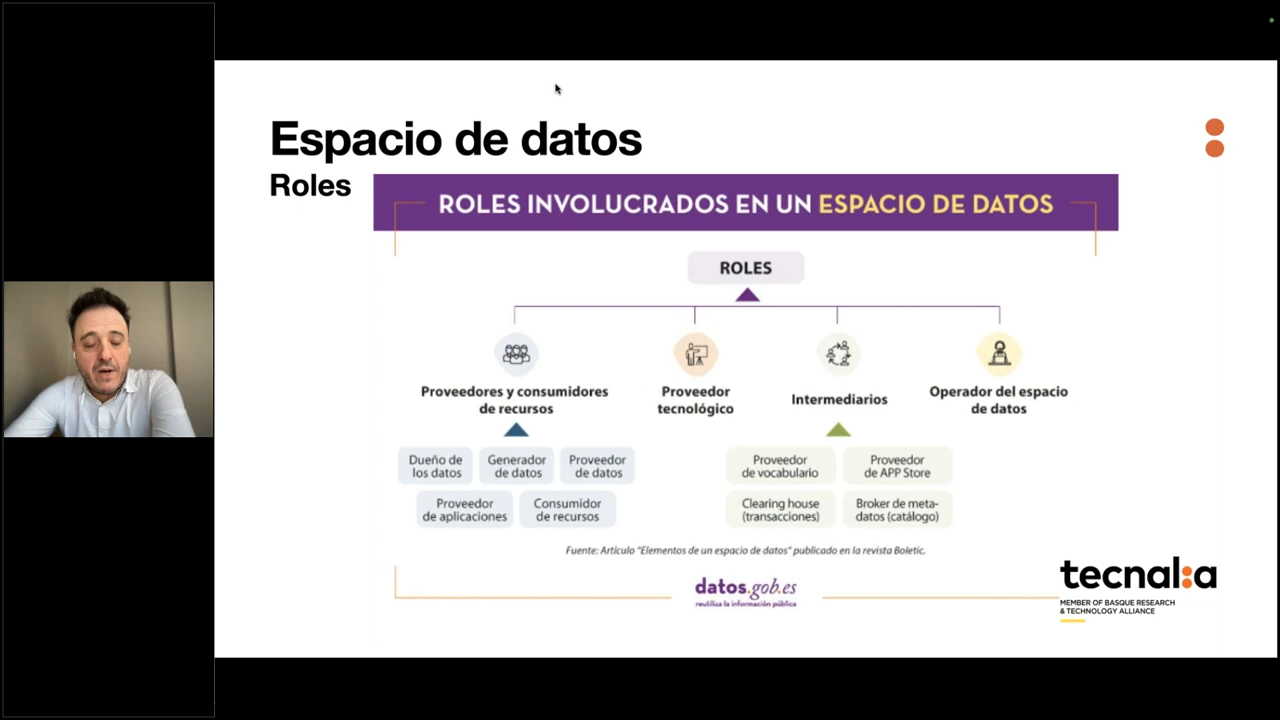 Espacio de datos
Roles
ROLES INVOLUCRADOS EN UN ESPACIO DE DATOS
ROLES
Proveedores y consumidores
de recursos
Proveedor
tecnológico
Intermediarios
Operador del espacio
de datos
Dueño de
los datos
Generador
de datos
Proveedor
de datos
Proveedor
de aplicaciones
Consumidor
de recursos
Proveedor
de vocabulario
Proveedor
de APP Store
Clearing house
(transacciones)
Broker de meta-
datos (catálogo)
Fuente: Artículo "Elementos de un espacio de datos" publicado en la revista Boletic.
datos.gob.es
reutiliza la información pública
tecnal:a
MEMBER OF BASQUE RESEARCH
& TECHNOLOGY ALLIANCE